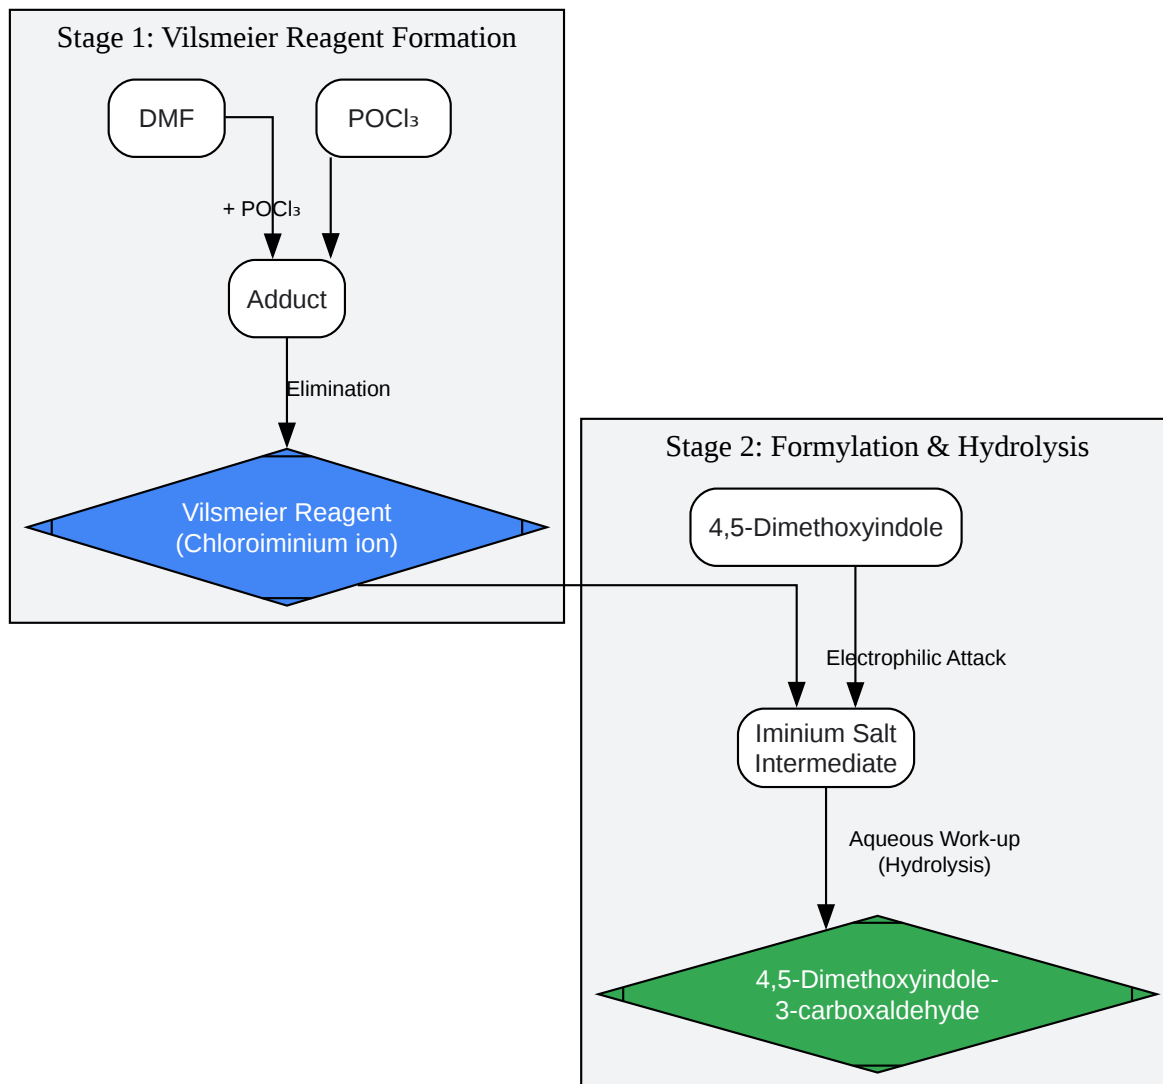 Stage 1: Vilsmeier Reagent Formation
DMF
POCl₃
+ POCl₃
Adduct
Elimination
Vilsmeier Reagent
(Chloroiminium ion)
Stage 2: Formylation & Hydrolysis
4,5-Dimethoxyindole
Electrophilic Attack
Iminium Salt
Intermediate
Aqueous Work-up
(Hydrolysis)
4,5-Dimethoxyindole-
3-carboxaldehyde